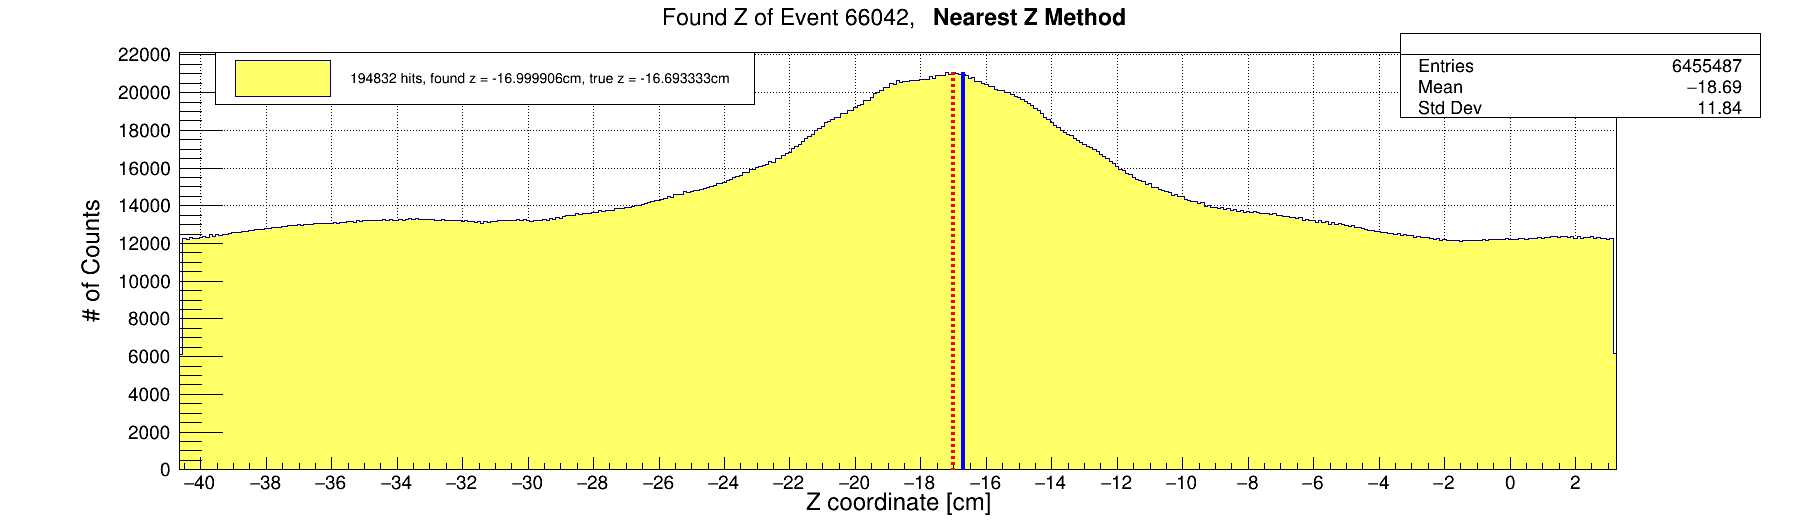 Found Z of Event 66042, Nearest Z Method
194832 hits, found z = -16.999906cm, true z = -16.693333cm
Entries 6455487
Mean −18.69
Std Dev 11.84
# of Counts
22000
20000
18000
16000
14000
12000
10000
8000
6000
4000
2000
0
−40 −38 −36 −34 −32 −30 −28 −26 −24 −22 −20 −18 −16 −14 −12 −10 −8 −6 −4 −2 0 2
Z coordinate [cm]